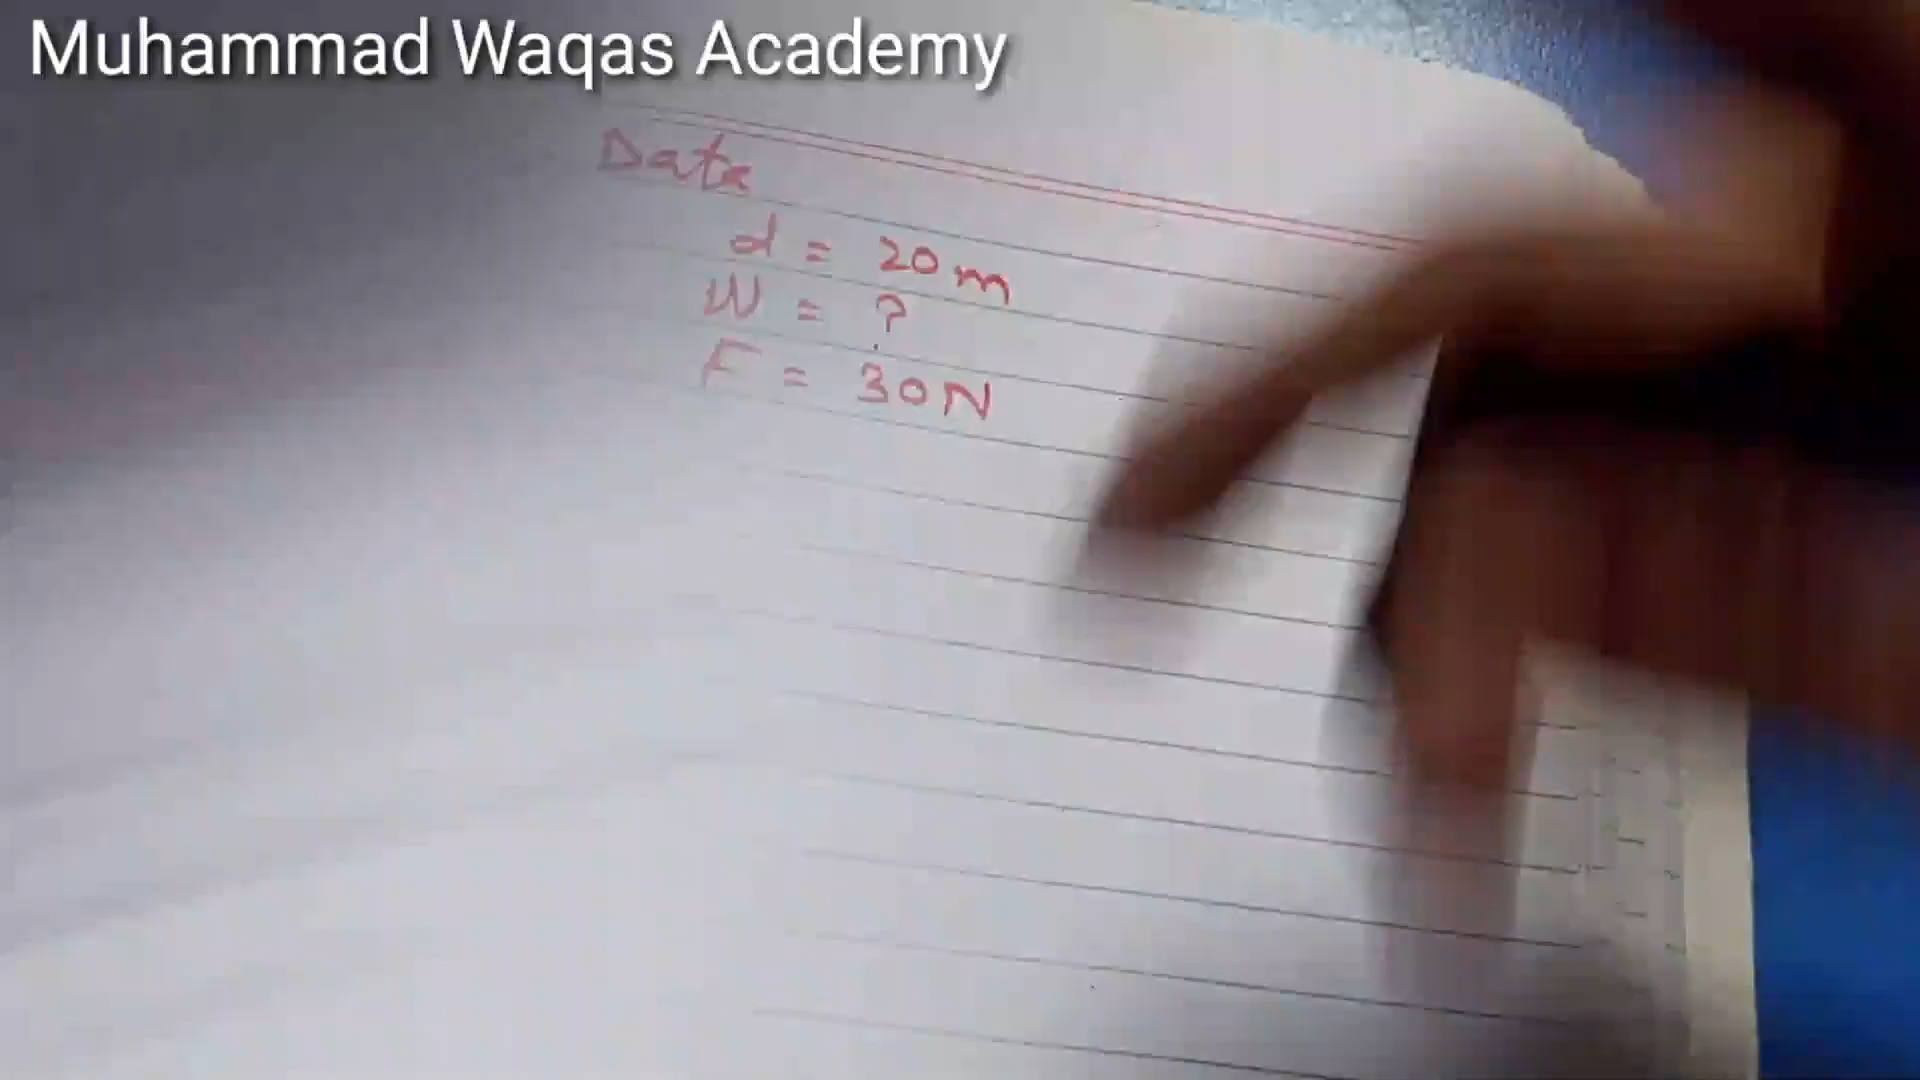 Muhammad Waqas Academy
Data
d = 20m
W = ?
F = 30N